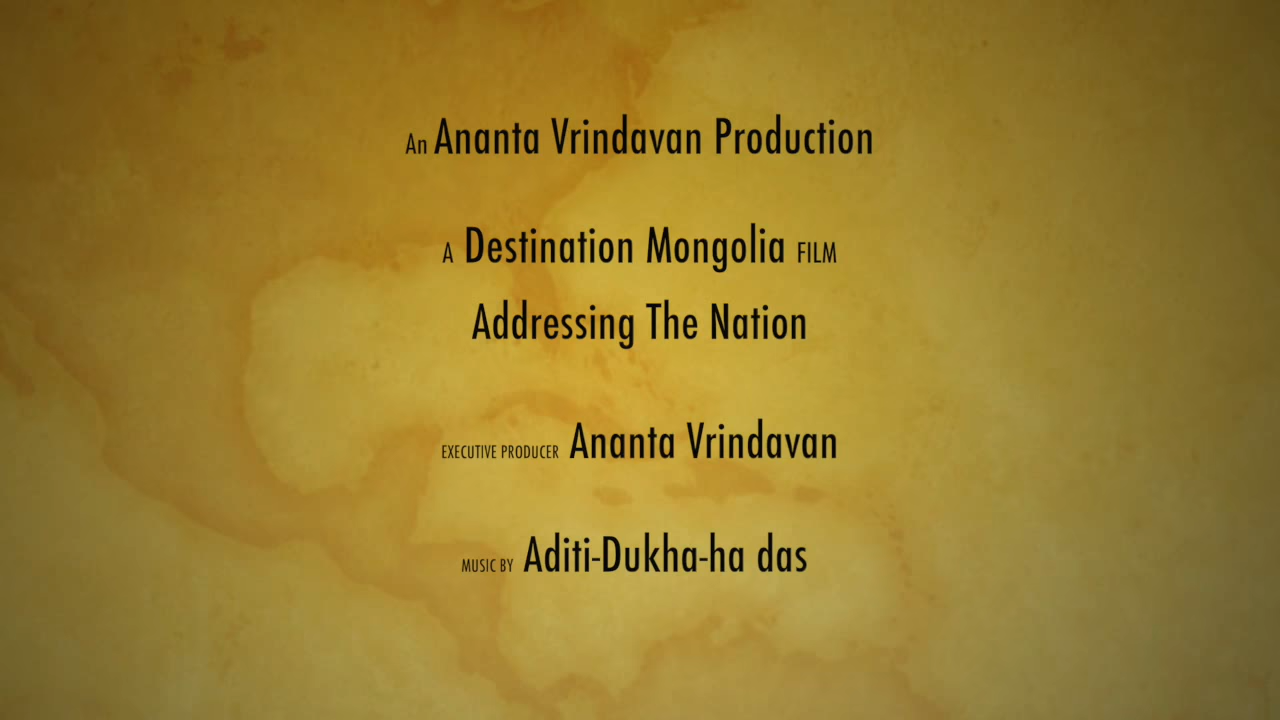 An Ananta Vrindavan Production
A Destination Mongolia FILM
Addressing The Nation
EXECUTIVE PRODUCER Ananta Vrindavan
MUSIC BY Aditi-Dukha-ha das